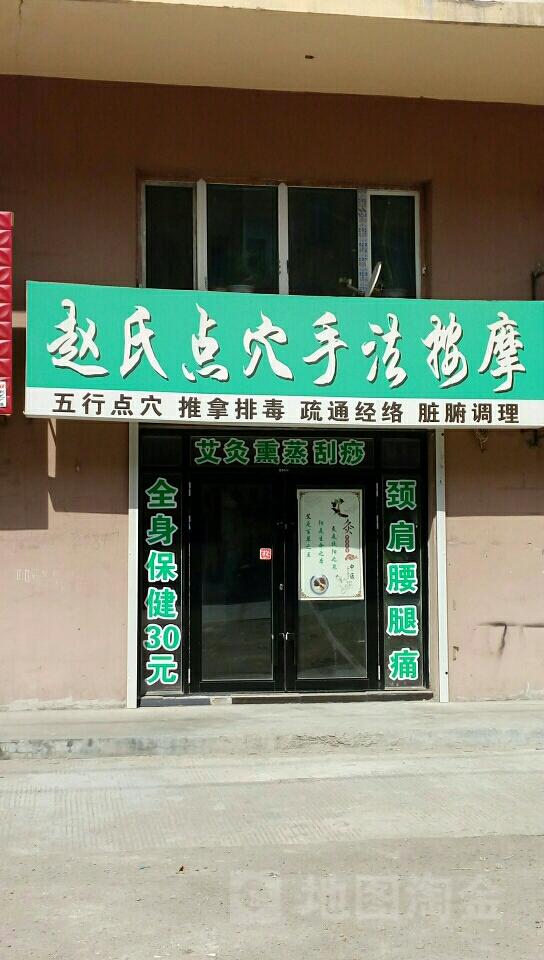 赵氏点穴手法按摩
五行点穴 推拿排毒 疏通经络 脏腑调理
艾灸熏蒸刮痧
全身保健30元
颈肩腰腿痛
艾灸
中医
地图淘金